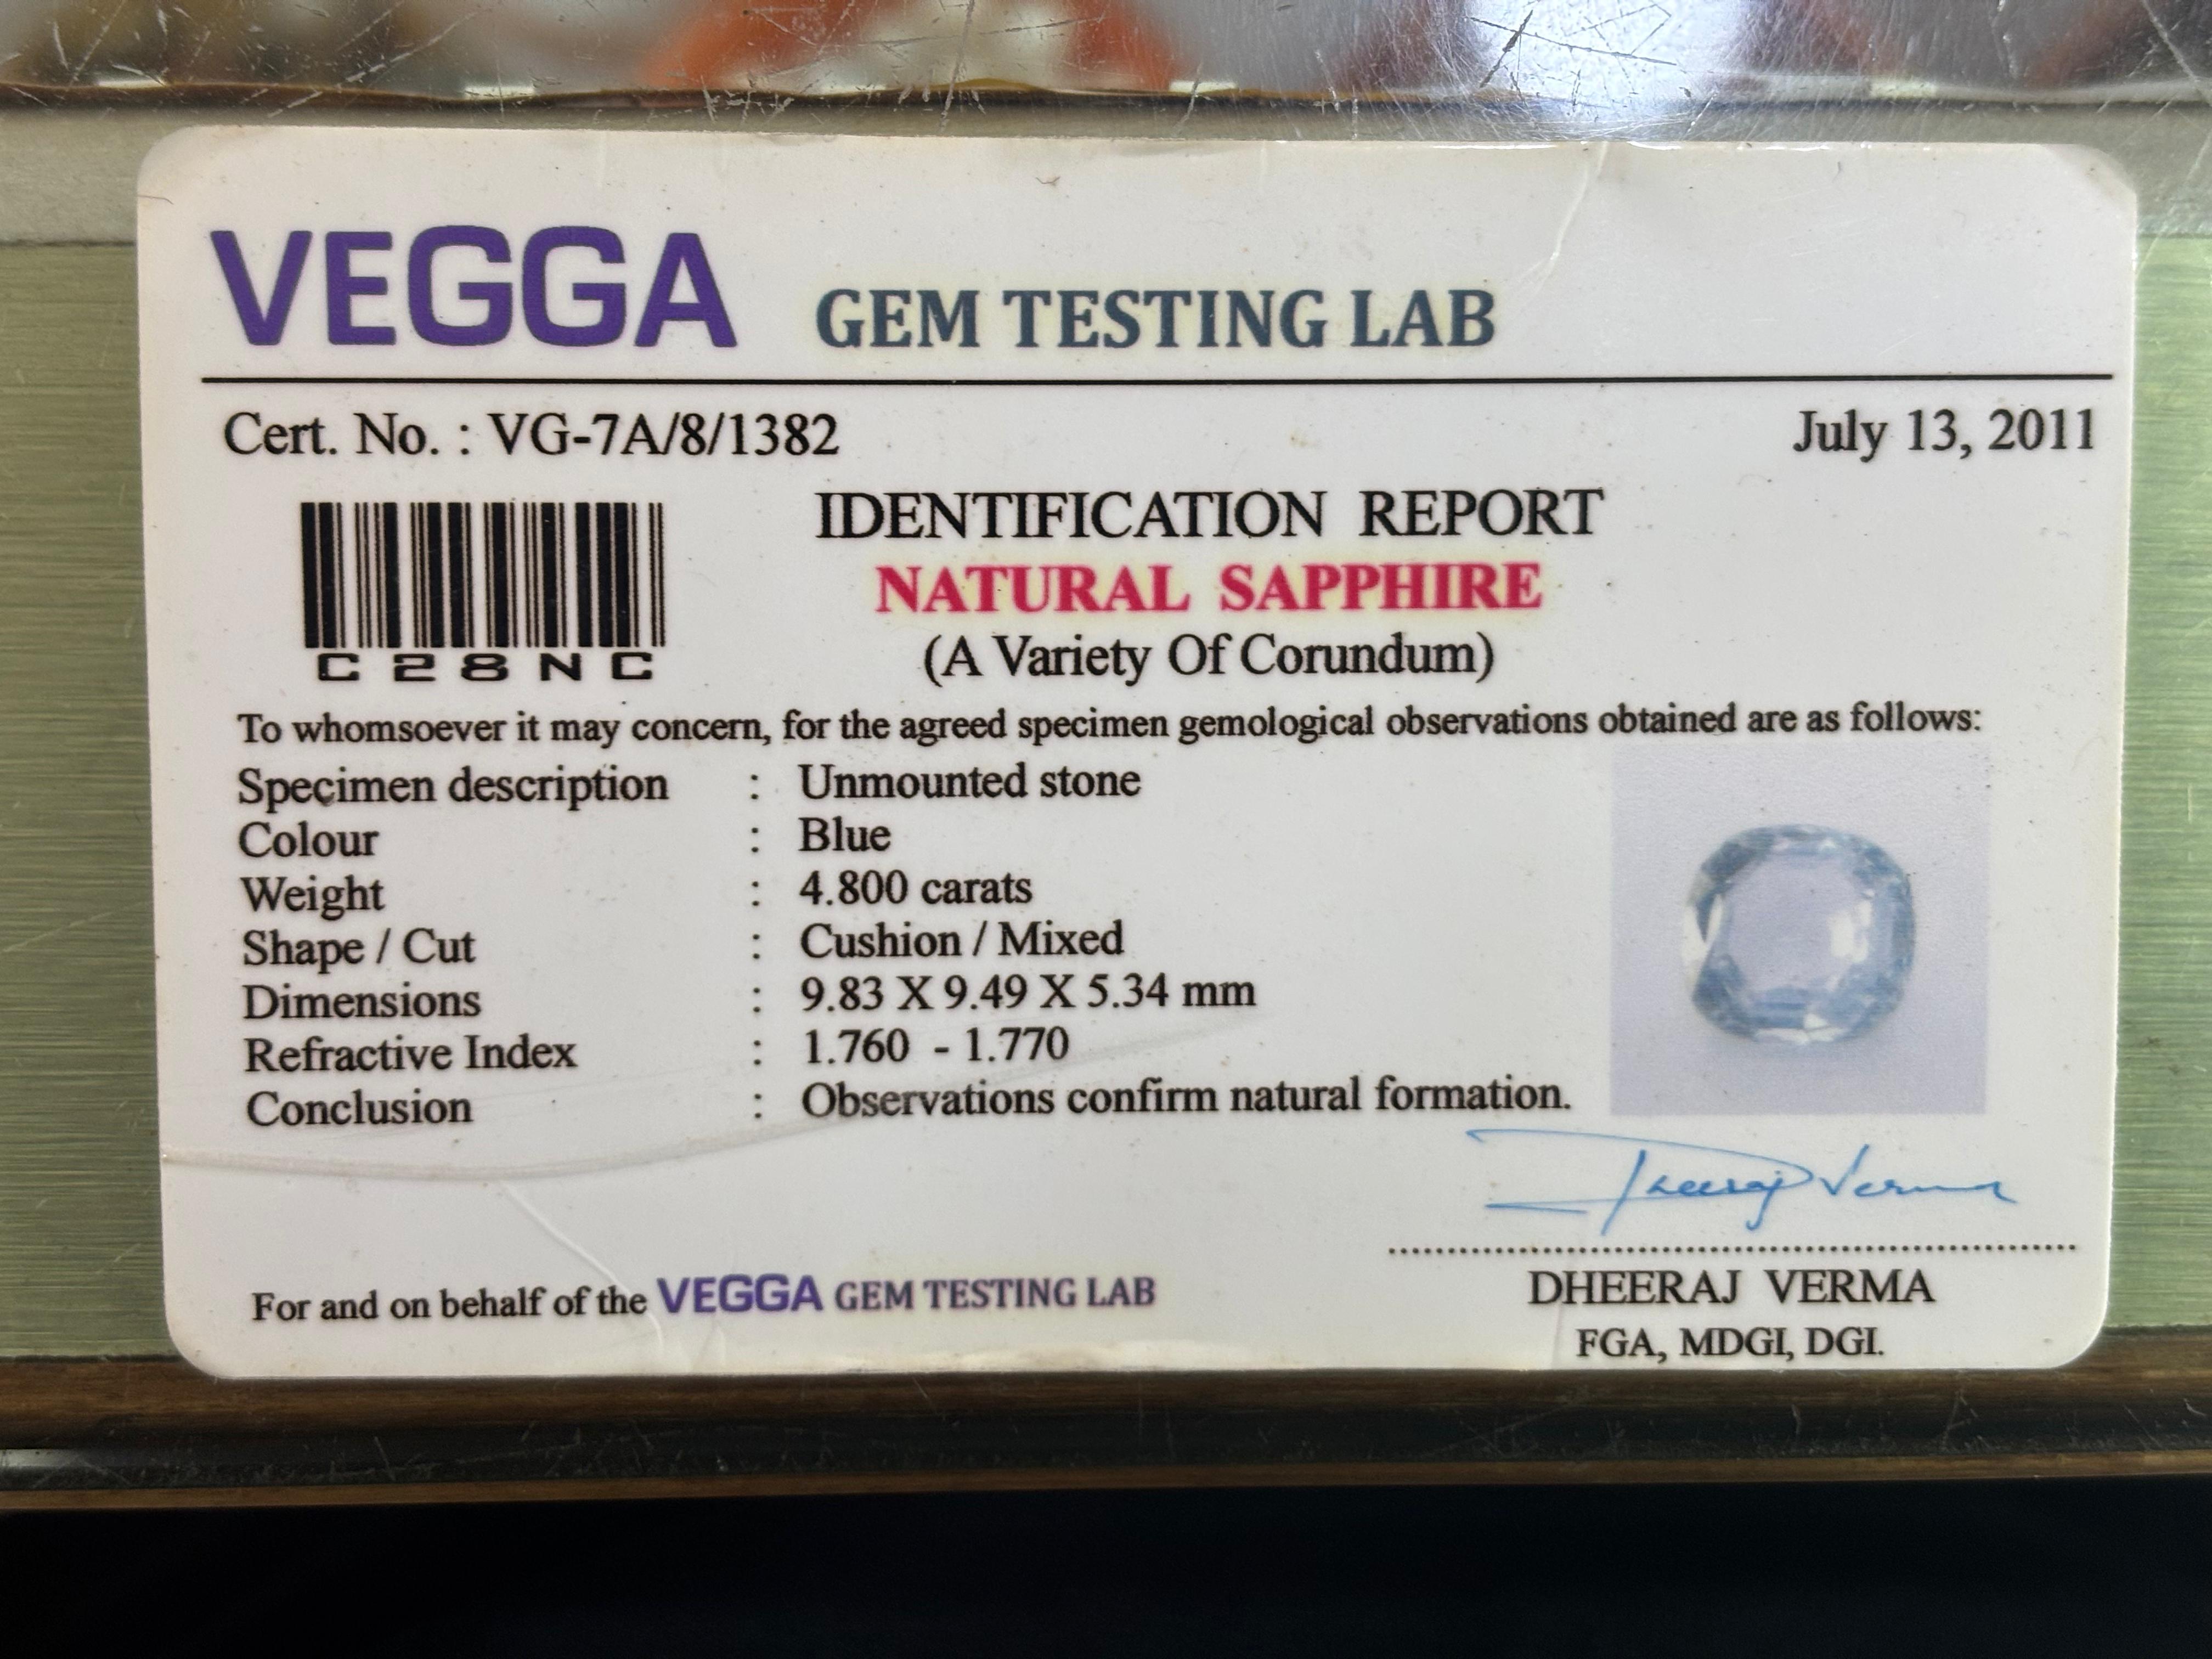 VEGGA GEM TESTING LAB
Cert. No. : VG-7A/8/1382 July 13, 2011
IDENTIFICATION REPORT
NATURAL SAPPHIRE
C28NC
(A Variety Of Corundum)
To whomsoever it may concern, for the agreed specimen gemological observations obtained are as follows:
Specimen description : Unmounted stone
Colour : Blue
Weight : 4.800 carats
Shape / Cut : Cushion / Mixed
Dimensions : 9.83 X 9.49 X 5.34 mm
Refractive Index : 1.760 - 1.770
Conclusion : Observations confirm natural formation.
Dheeraj Verma
For and on behalf of the VEGGA GEM TESTING LAB
DHEERAJ VERMA
FGA, MDGI, DGI.